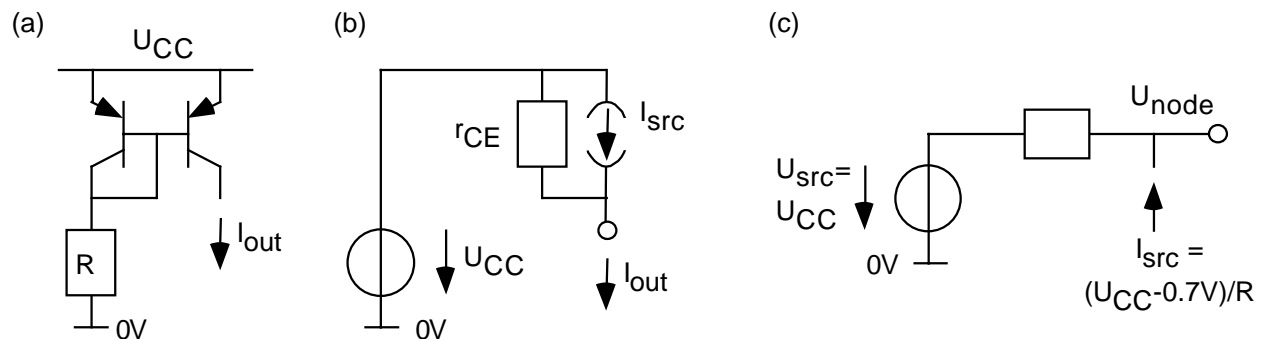 (a)
UCC
R
0V
Iout
(b)
rCE
Isrc
UCC
0V
Iout
(c)
Unode
Usrc=
UCC
0V
Isrc =
(UCC-0.7V)/R